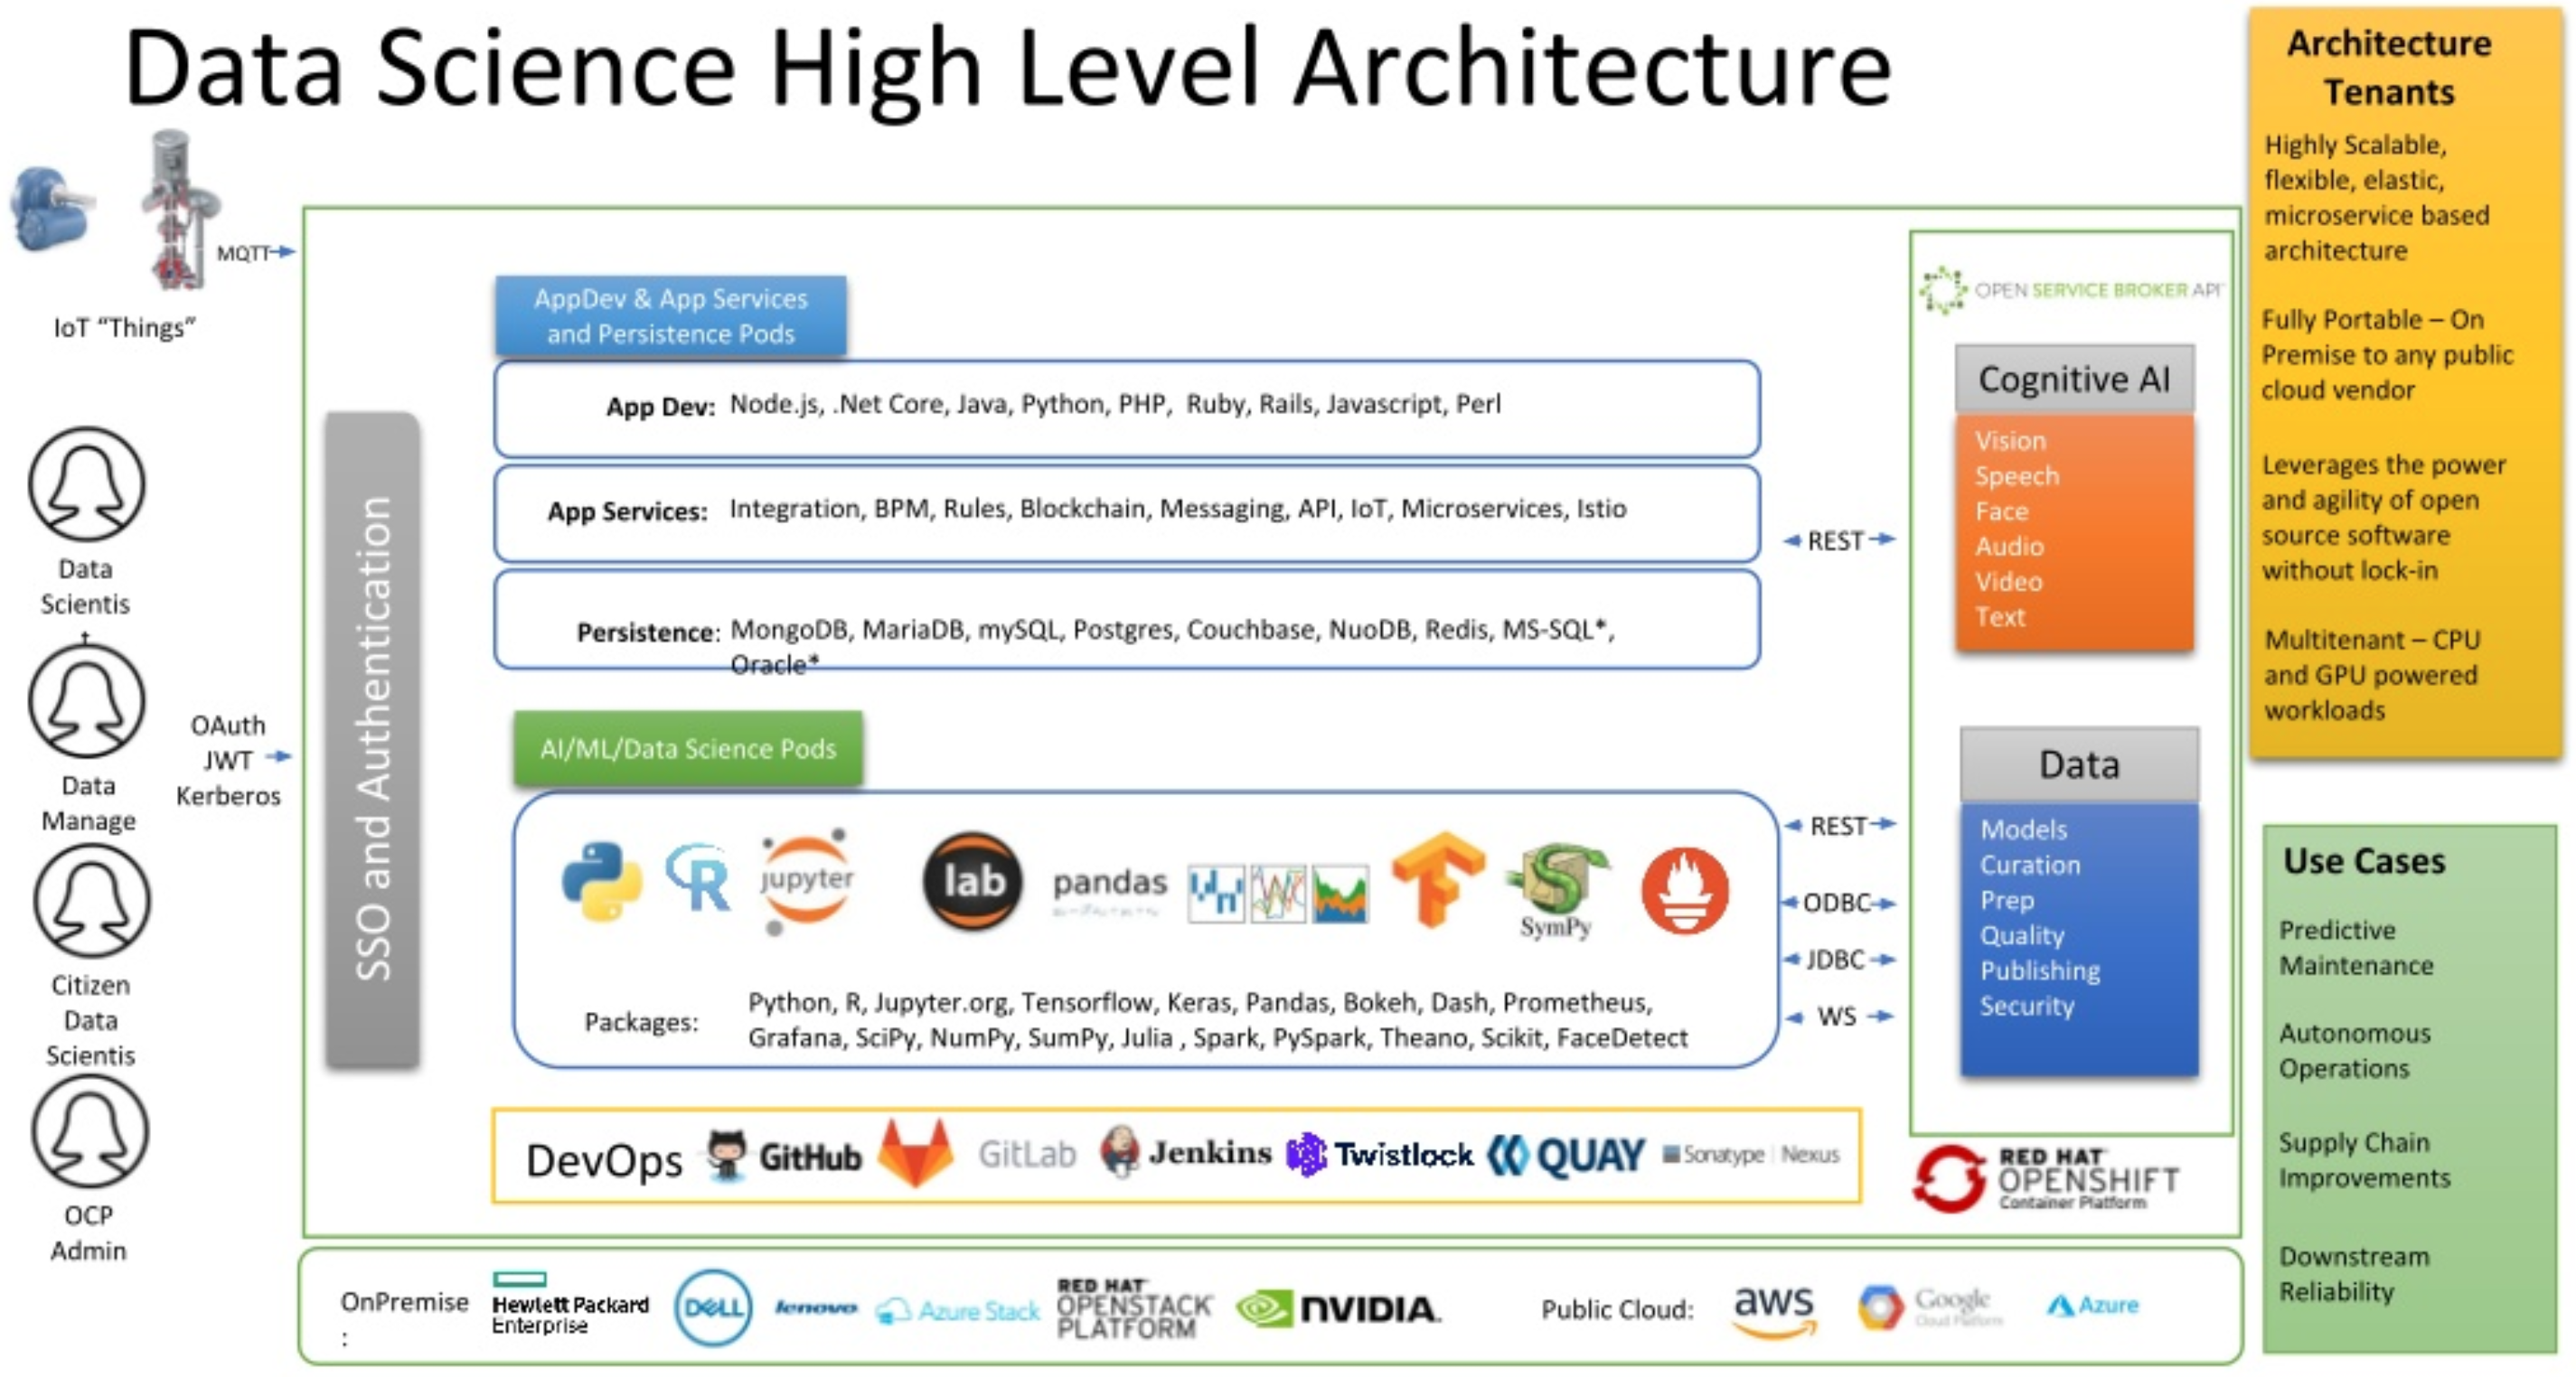 Data Science High Level Architecture
MQTT
IoT “Things”
Data
Scientis
t
Data
Manage
Citizen
Data
Scientis
OCP
Admin
OAuth
JWT
Kerberos
SSO and Authentication
AppDev & App Services
and Persistence Pods
App Dev: Node.js, .Net Core, Java, Python, PHP, Ruby, Rails, Javascript, Perl
App Services: Integration, BPM, Rules, Blockchain, Messaging, API, IoT, Microservices, Istio
Persistence: MongoDB, MariaDB, mySQL, Postgres, Couchbase, NuoDB, Redis, MS-SQL*,
Oracle*
AI/ML/Data Science Pods
R
jupyter
lab
pandas
SymPy
Packages:
Python, R, Jupyter.org, Tensorflow, Keras, Pandas, Bokeh, Dash, Prometheus,
Grafana, SciPy, NumPy, SumPy, Julia , Spark, PySpark, Theano, Scikit, FaceDetect
REST
REST
ODBC
JDBC
WS
OPEN SERVICE BROKER API
Cognitive AI
Vision
Speech
Face
Audio
Video
Text
Data
Models
Curation
Prep
Quality
Publishing
Security
DevOps GitHub GitLab Jenkins Twistlock QUAY Sonatype | Nexus
RED HAT
OPENSHIFT
Container Platform
OnPremise
:
Hewlett Packard
Enterprise
DELL
lenovo
Azure Stack
RED HAT
OPENSTACK
PLATFORM
NVIDIA.
Public Cloud:
aws
Google
Cloud Platform
Azure
Architecture
Tenants
Highly Scalable,
flexible, elastic,
microservice based
architecture
Fully Portable – On
Premise to any public
cloud vendor
Leverages the power
and agility of open
source software
without lock-in
Multitenant – CPU
and GPU powered
workloads
Use Cases
Predictive
Maintenance
Autonomous
Operations
Supply Chain
Improvements
Downstream
Reliability